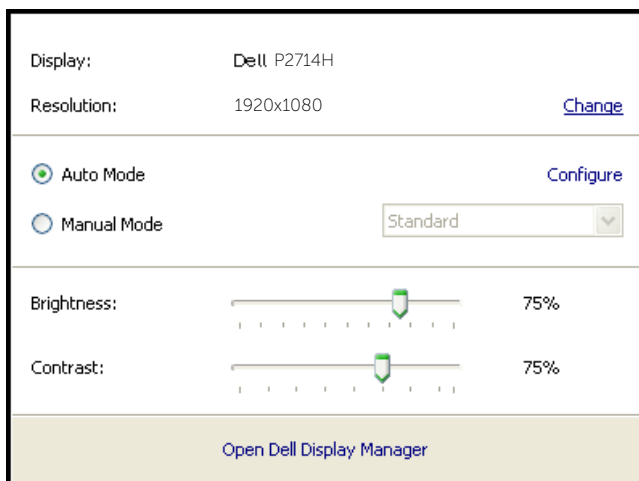 Display: Dell P2714H
Resolution: 1920x1080 Change
Auto Mode Configure
Manual Mode Standard
Brightness: 75%
Contrast: 75%
Open Dell Display Manager